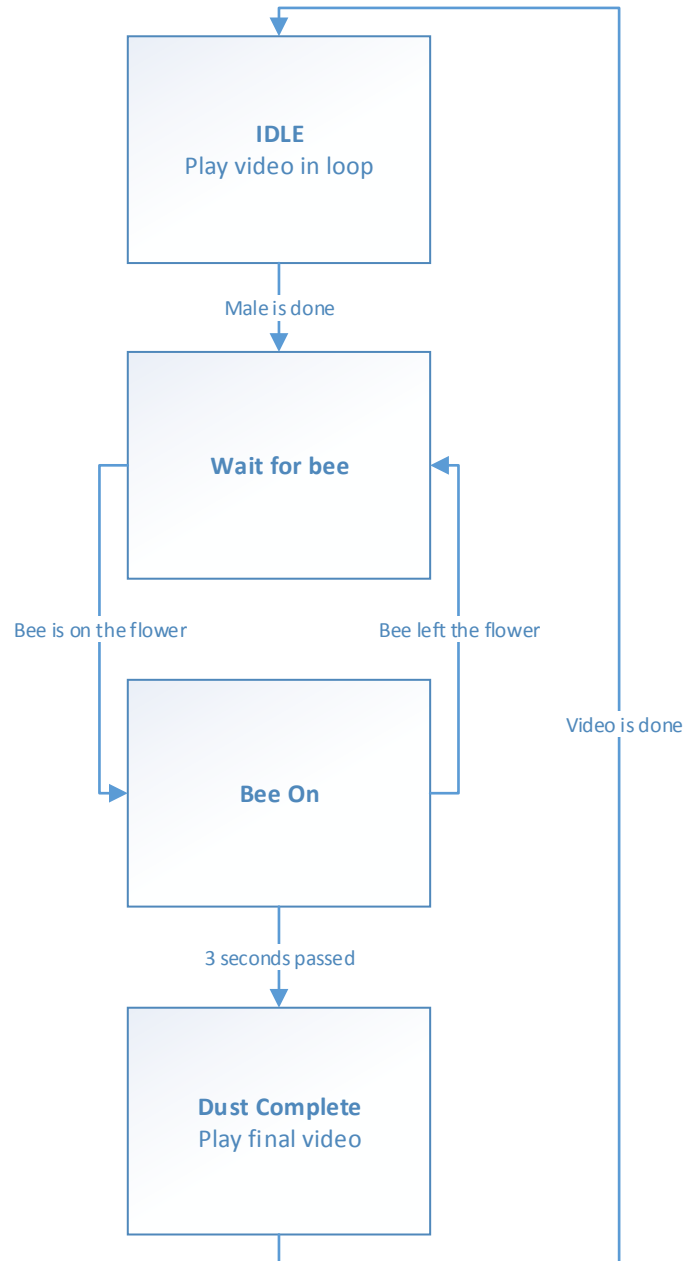 IDLE
Play video in loop
Male is done
Wait for bee
Bee is on the flower
Bee left the flower
Video is done
Bee On
3 seconds passed
Dust Complete
Play final video